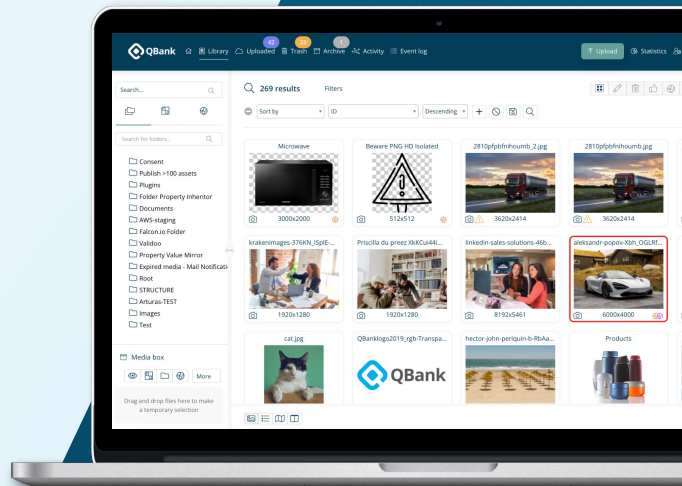 QBank
Library
42
Uploaded
28
Trash
1
Archive
Activity
Event log
Upload
Statistics
Search...
269 results
Filters
Search for folders...
Sort by
ID
Descending
Consent
Publish >100 assets
Plugins
Folder Property Inheritor
Documents
AWS-staging
Falcon.io Folder
Validoo
Property Value Mirror
Expired media - Mail Notificati
Root
STRUCTURE
Arturas-TEST
Images
Test
Microwave
3000x2000
Beware PNG HD Isolated
512x512
2810pfpbfnihoumb_2.jpg
3620x2414
2810pfpbfnihoumb.jpg
3620x2414
krakenimages-376KN_ISplE-...
1920x1280
Priscilla du preez XkKCui44i...
1920x1280
linkedin-sales-solutions-46b...
8192x5461
aleksandr-popov-Xbh_OGLRf...
6000x4000
cat.jpg
QBanklogo2019_rgb-Transpa...
QBank
hector-john-periquin-b-RbAa...
Products
Media box
More
Drag and drop files here to make
a temporary selection